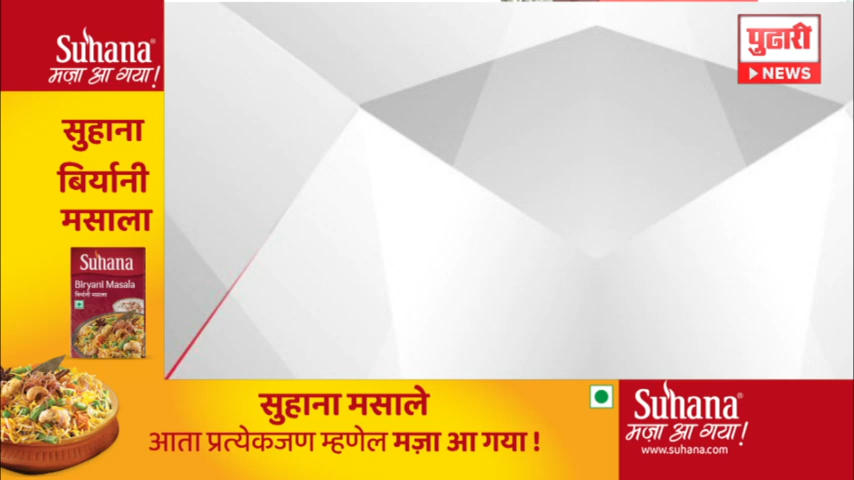 Suhana®
मज़ा आ गया!
पुढारी
NEWS
सुहाना
बिर्यानी
मसाला
Suhana
Biryani Masala
बिर्यानी मसाला
सुहाना मसाले
आता प्रत्येकजण म्हणेल मज़ा आ गया !
Suhana®
मज़ा आ गया!
www.suhana.com